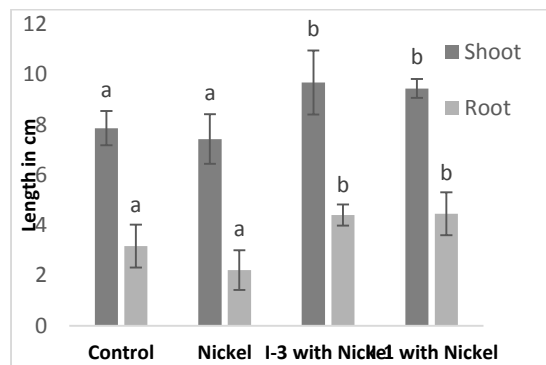 12
10
8
6
4
2
0
Length in cm
a
a
a
a
b
b
b
b
Shoot
Root
Control
Nickel
I-3 with Nickel
I-1 with Nickel